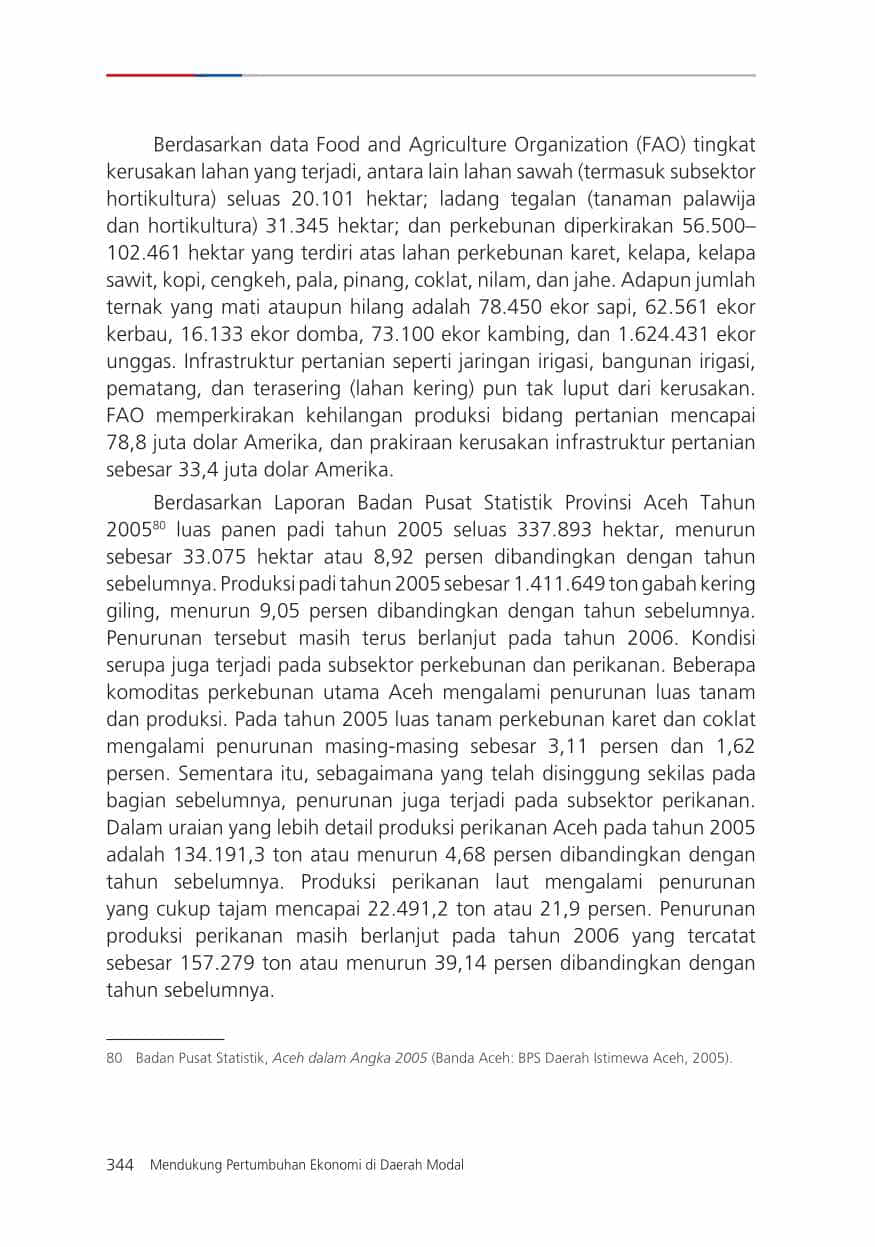 Berdasarkan data Food and Agriculture Organization (FAO) tingkat
kerusakan lahan yang terjadi, antara lain lahan sawah (termasuk subsektor
hortikultura) seluas 20.101 hektar; ladang tegalan (tanaman palawija
dan hortikultura) 31.345 hektar; dan perkebunan diperkirakan 56.500–
102.461 hektar yang terdiri atas lahan perkebunan karet, kelapa, kelapa
sawit, kopi, cengkeh, pala, pinang, coklat, nilam, dan jahe. Adapun jumlah
ternak yang mati ataupun hilang adalah 78.450 ekor sapi, 62.561 ekor
kerbau, 16.133 ekor domba, 73.100 ekor kambing, dan 1.624.431 ekor
unggas. Infrastruktur pertanian seperti jaringan irigasi, bangunan irigasi,
pematang, dan terasering (lahan kering) pun tak luput dari kerusakan.
FAO memperkirakan kehilangan produksi bidang pertanian mencapai
78,8 juta dolar Amerika, dan prakiraan kerusakan infrastruktur pertanian
sebesar 33,4 juta dolar Amerika.
Berdasarkan Laporan Badan Pusat Statistik Provinsi Aceh Tahun
2005⁸⁰ luas panen padi tahun 2005 seluas 337.893 hektar, menurun
sebesar 33.075 hektar atau 8,92 persen dibandingkan dengan tahun
sebelumnya. Produksi padi tahun 2005 sebesar 1.411.649 ton gabah kering
giling, menurun 9,05 persen dibandingkan dengan tahun sebelumnya.
Penurunan tersebut masih terus berlanjut pada tahun 2006. Kondisi
serupa juga terjadi pada subsektor perkebunan dan perikanan. Beberapa
komoditas perkebunan utama Aceh mengalami penurunan luas tanam
dan produksi. Pada tahun 2005 luas tanam perkebunan karet dan coklat
mengalami penurunan masing-masing sebesar 3,11 persen dan 1,62
persen. Sementara itu, sebagaimana yang telah disinggung sekilas pada
bagian sebelumnya, penurunan juga terjadi pada subsektor perikanan.
Dalam uraian yang lebih detail produksi perikanan Aceh pada tahun 2005
adalah 134.191,3 ton atau menurun 4,68 persen dibandingkan dengan
tahun sebelumnya. Produksi perikanan laut mengalami penurunan
yang cukup tajam mencapai 22.491,2 ton atau 21,9 persen. Penurunan
produksi perikanan masih berlanjut pada tahun 2006 yang tercatat
sebesar 157.279 ton atau menurun 39,14 persen dibandingkan dengan
tahun sebelumnya.
80 Badan Pusat Statistik, Aceh dalam Angka 2005 (Banda Aceh: BPS Daerah Istimewa Aceh, 2005).
344 Mendukung Pertumbuhan Ekonomi di Daerah Modal